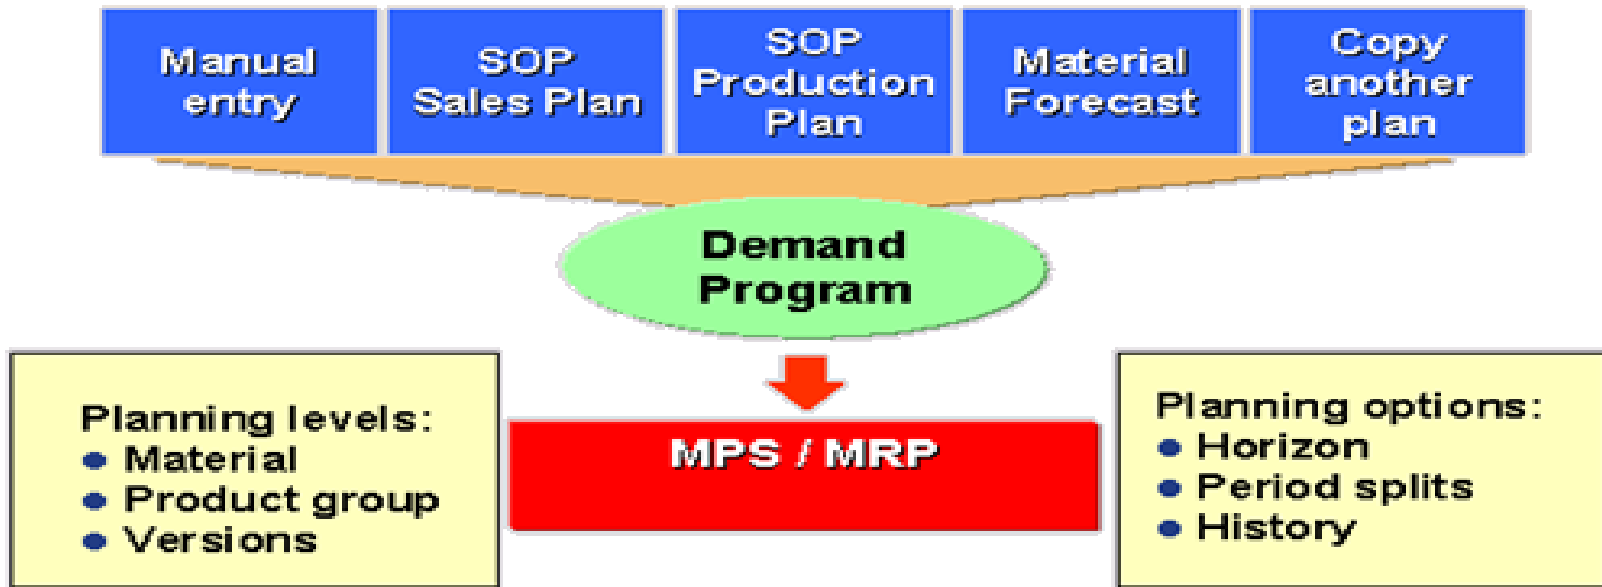 Manual
entry
SOP
Sales Plan
SOP
Production
Plan
Material
Forecast
Copy
another
plan
Demand
Program
Planning levels:
● Material
● Product group
● Versions
MPS / MRP
Planning options:
● Horizon
● Period splits
● History